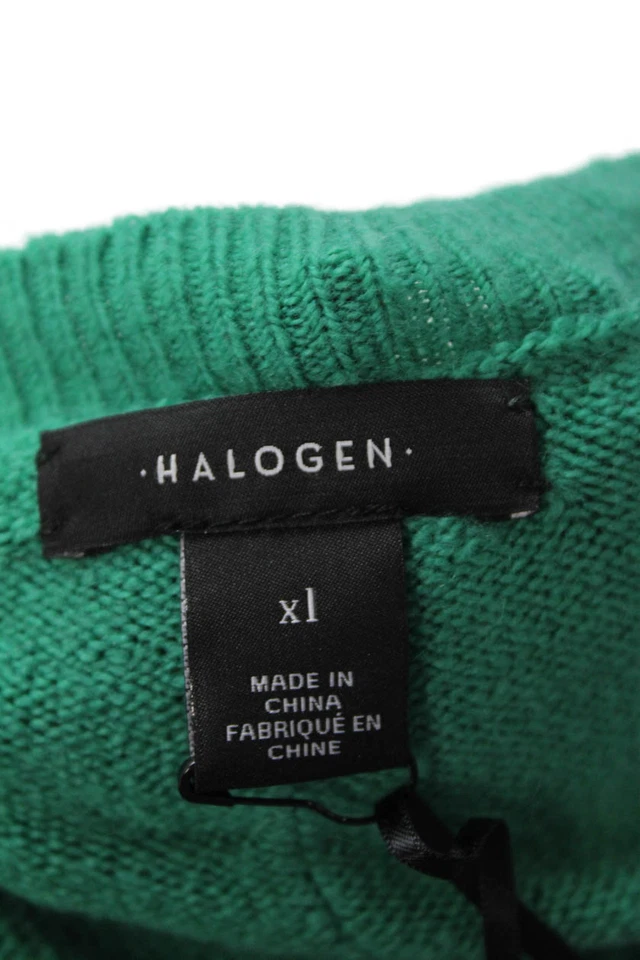 ·HALOGEN·
xl
MADE IN
CHINA
FABRIQUÉ EN
CHINE